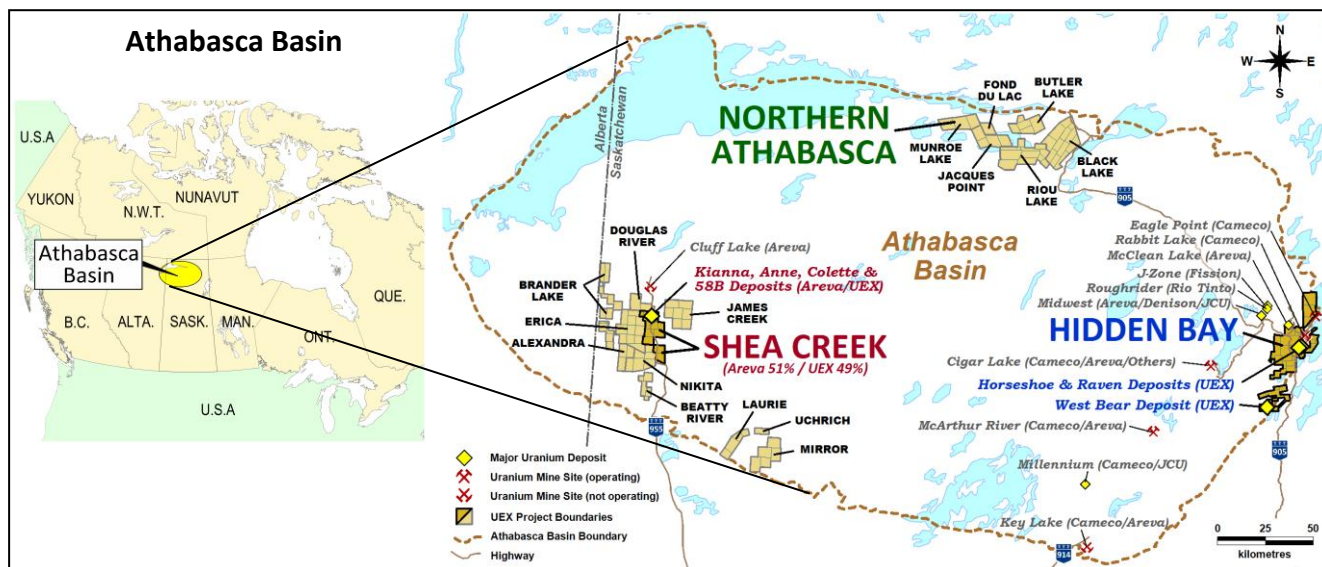 Athabasca Basin
U.S.A
YUKON
N.W.T.
NUNAVUT
Athabasca
Basin
B.C.
ALTA.
SASK.
MAN.
ONT.
QUE.
U.S.A
Alberta
Saskatchewan
N
W
E
S
NORTHERN
ATHABASCA
FOND
DU LAC
BUTLER
LAKE
MUNROE
LAKE
JACQUES
POINT
RIOU
LAKE
BLACK
LAKE
905
Athabasca
Basin
DOUGLAS
RIVER
Cluff Lake (Areva)
Kianna, Anne, Colette &
58B Deposits (Areva/UEX)
BRANDER
LAKE
JAMES
CREEK
ERICA
ALEXANDRA
SHEA CREEK
(Areva 51% / UEX 49%)
NIKITA
BEATTY
RIVER
LAURIE
UCHRICH
MIRROR
955
Eagle Point (Cameco)
Rabbit Lake (Cameco)
McClean Lake (Areva)
J-Zone (Fission)
Roughrider (Rio Tinto)
Midwest (Areva/Denison/JCU)
HIDDEN BAY
Cigar Lake (Cameco/Areva/Others)
Horseshoe & Raven Deposits (UEX)
West Bear Deposit (UEX)
McArthur River (Cameco/Areva)
905
Millennium (Cameco/JCU)
Key Lake (Cameco/Areva)
914
Major Uranium Deposit
Uranium Mine Site (operating)
Uranium Mine Site (not operating)
UEX Project Boundaries
Athabasca Basin Boundary
Highway
0 25 50
kilometres